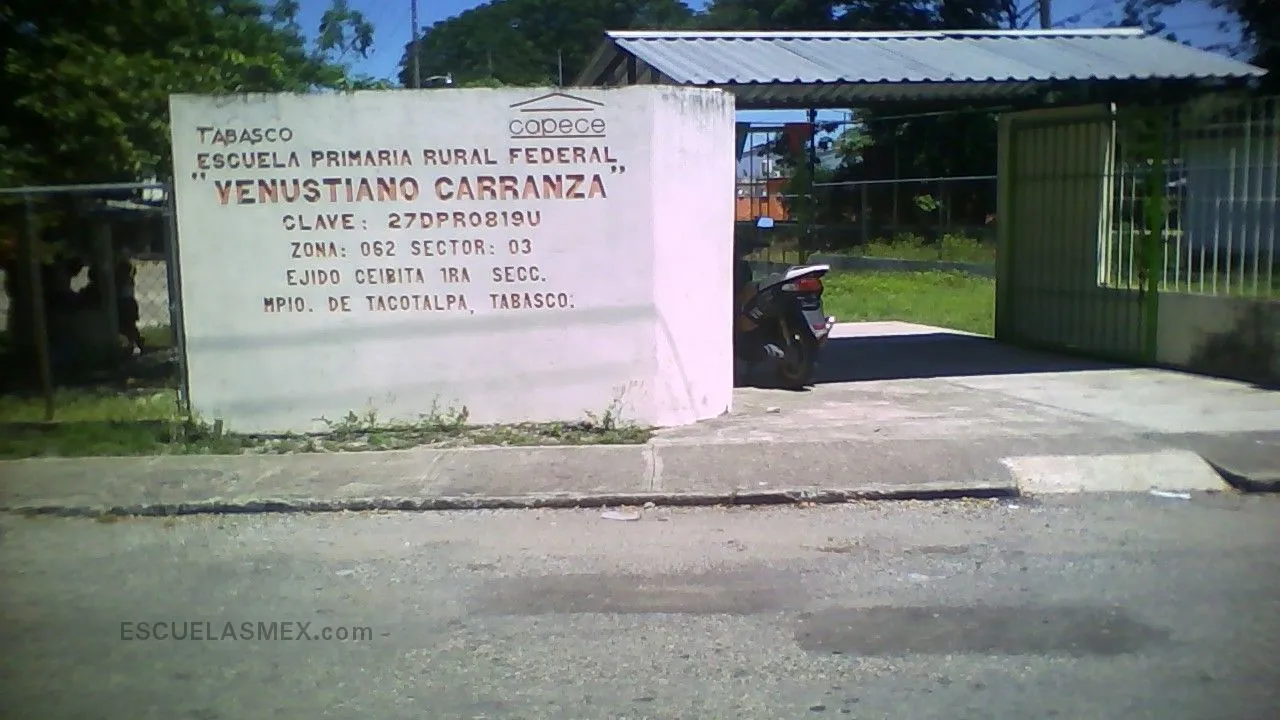 TABASCO
capece
ESCUELA PRIMARIA RURAL FEDERAL
"VENUSTIANO CARRANZA"
CLAVE: 27DPR0819U
ZONA: 062 SECTOR: 03
EJIDO CEIBITA 1RA SECC.
MPIO. DE TACOTALPA, TABASCO.
ESCUELASMEX.com